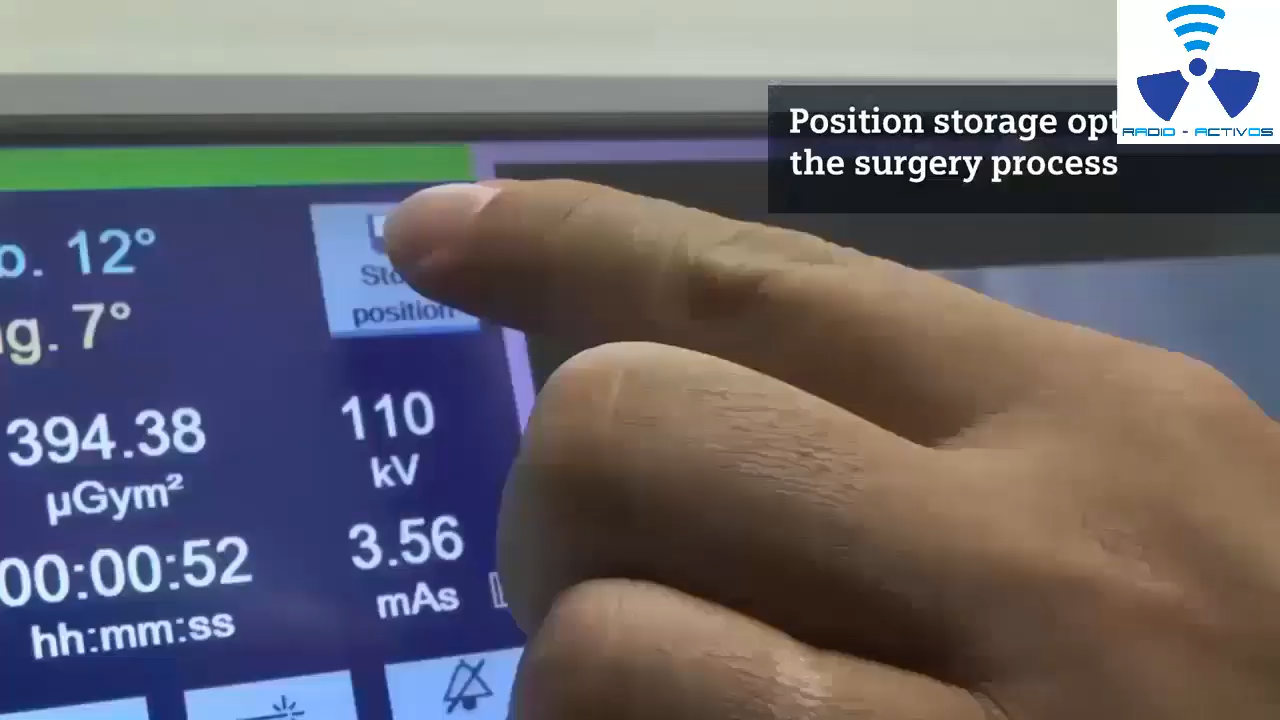 Position storage
the surgery process
RADIO - ACTIVOS
12°
7°
position
394.38
µGym²
110
kV
00:00:52
hh:mm:ss
3.56
mAs